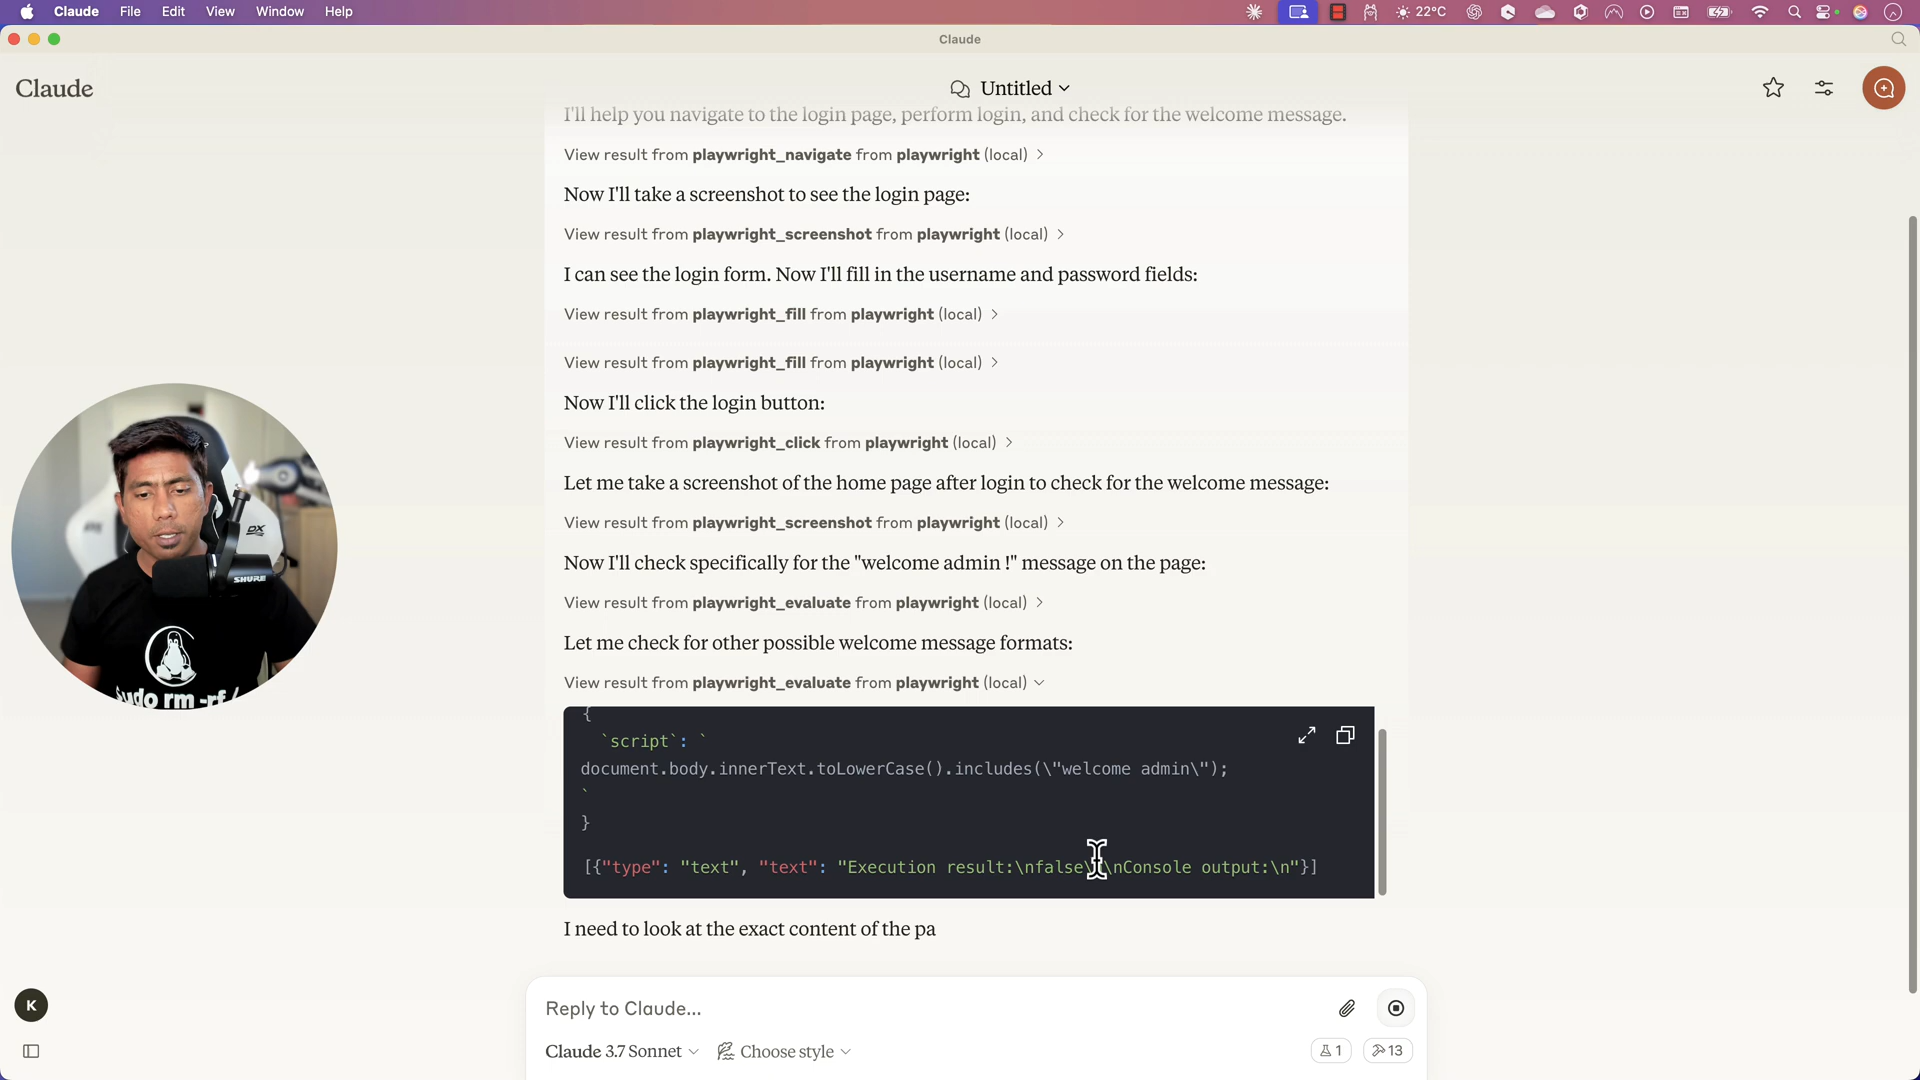 Claude File Edit View Window Help 22°C
Claude
Claude
Untitled
I'll help you navigate to the login page, perform login, and check for the welcome message.
View result from playwright_navigate from playwright (local)
Now I'll take a screenshot to see the login page:
View result from playwright_screenshot from playwright (local)
I can see the login form. Now I'll fill in the username and password fields:
View result from playwright_fill from playwright (local)
View result from playwright_fill from playwright (local)
Now I'll click the login button:
View result from playwright_click from playwright (local)
Let me take a screenshot of the home page after login to check for the welcome message:
View result from playwright_screenshot from playwright (local)
Now I'll check specifically for the "welcome admin !" message on the page:
View result from playwright_evaluate from playwright (local)
Let me check for other possible welcome message formats:
View result from playwright_evaluate from playwright (local)
{
`script`: `
document.body.innerText.toLowerCase().includes(\"welcome admin\");
`
}
[{"type": "text", "text": "Execution result:\nfalse\n\nConsole output:\n"}]
I need to look at the exact content of the pa
DX
SHURE
sudo rm -rf /
K
Reply to Claude...
Claude 3.7 Sonnet Choose style 1 13